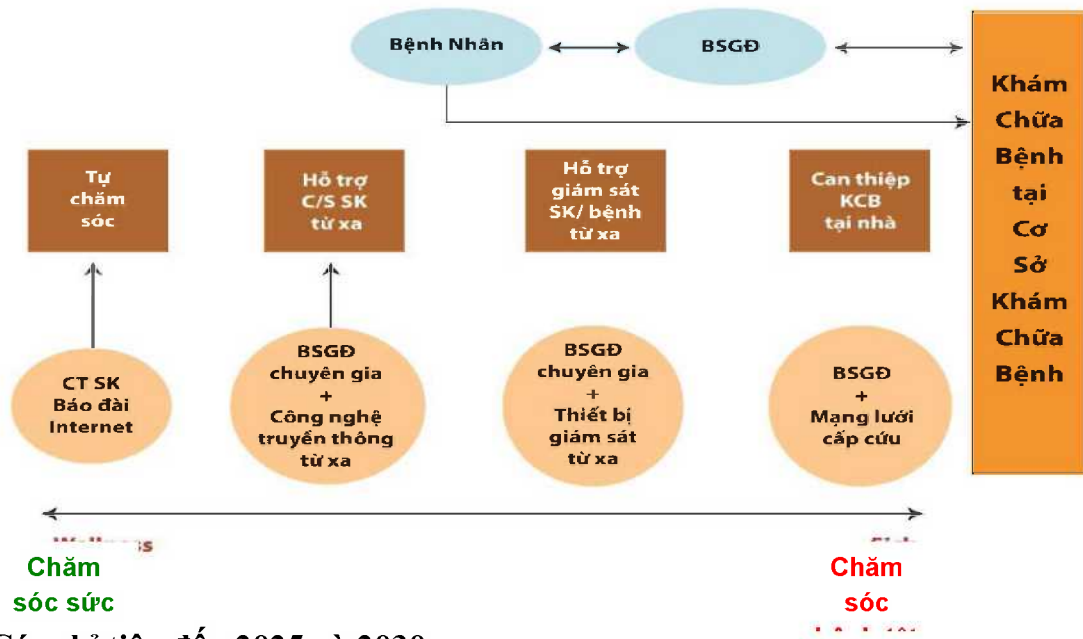 Bệnh Nhân
BSGĐ
Khám
Chữa
Bệnh
tại
Cơ
Sở
Khám
Chữa
Bệnh
Tự
chăm
sóc
Hỗ trợ
C/S SK
từ xa
Hỗ trợ
giám sát
SK/ bệnh
từ xa
Can thiệp
KCB
tại nhà
CT SK
Báo đài
Internet
BSGĐ
chuyên gia
+
Công nghệ
truyền thông
từ xa
BSGĐ
chuyên gia
+
Thiết bị
giám sát
từ xa
BSGĐ
+
Mạng lưới
cấp cứu
Chăm
sóc sức
Chăm
sóc